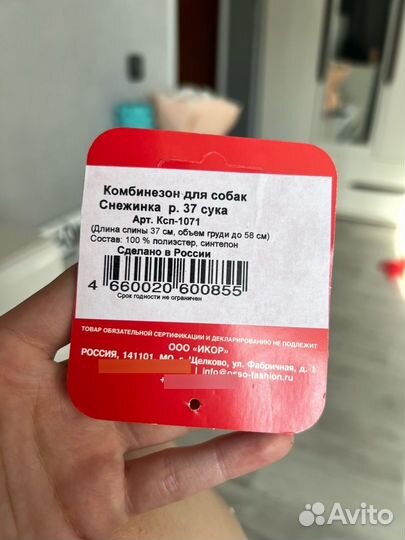 Комбинезон для собак
Снежинка р. 37 сука
Арт. Ксп-1071
(Длина спины 37 см, объем груди до 58 см)
Состав: 100 % полиэстер, синтепон
Сделано в России
4 660020 600855
Срок годности не ограничен
ТОВАР ОБЯЗАТЕЛЬНОЙ СЕРТИФИКАЦИИ И ДЕКЛАРИРОВАНИЮ НЕ ПОДЛЕЖИТ
ООО «ИКОР»
РОССИЯ, 141101, МО, г. Щелково, ул. Фабричная, д. 1
| info@osso-fashion.ru
+
Avito